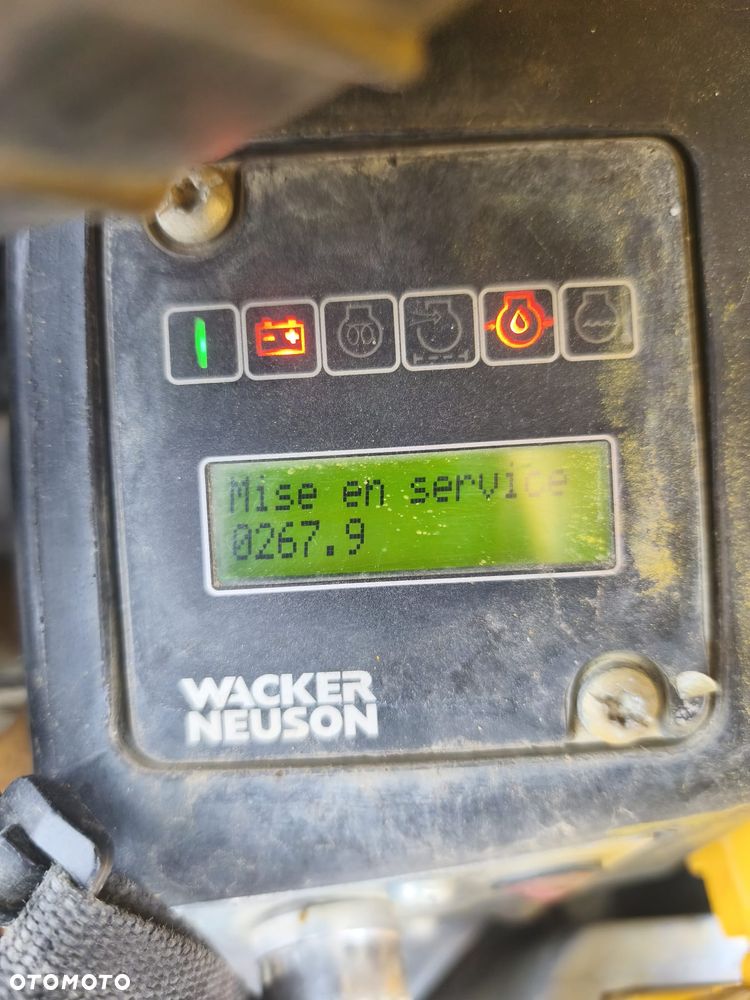 Mise en service
0267.9
WACKER
NEUSON
OTOMOTO